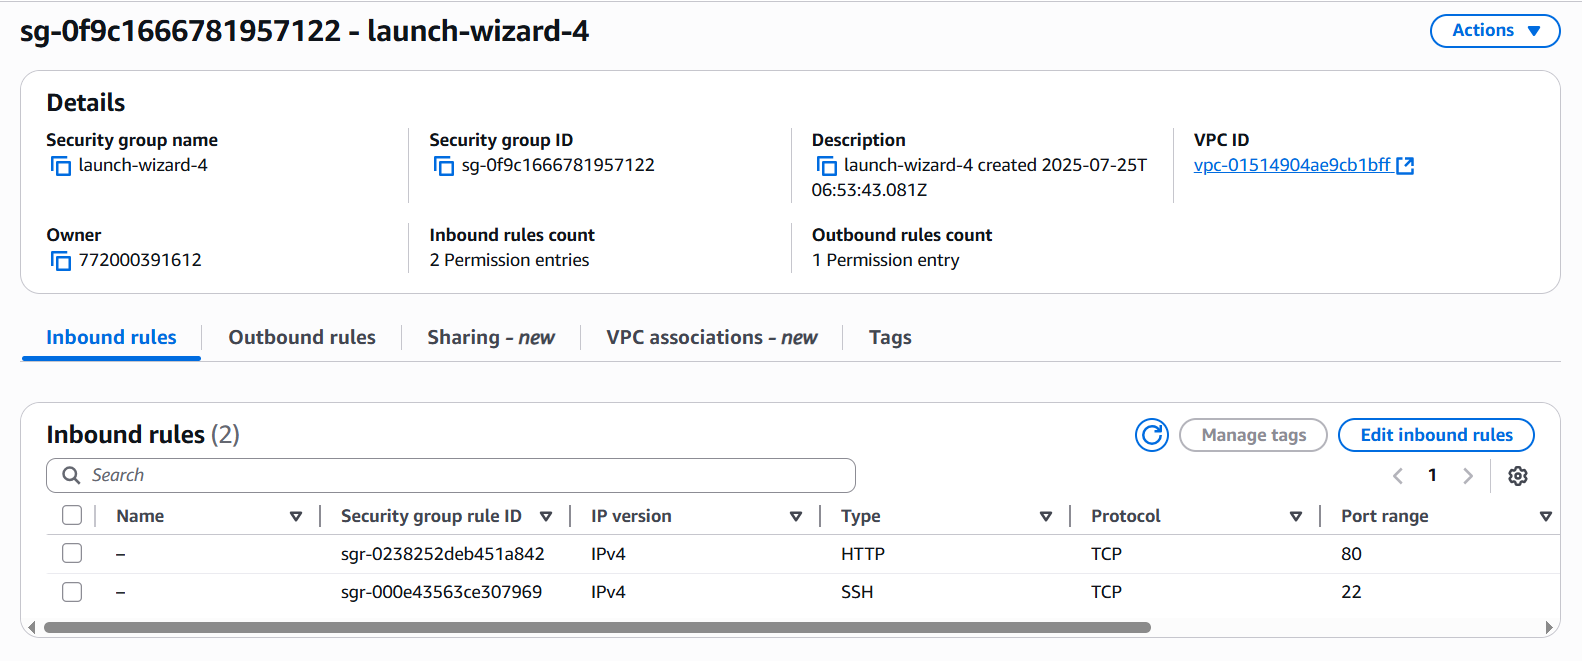 sg-0f9c1666781957122 - launch-wizard-4
Actions
Details
Security group name
launch-wizard-4
Security group ID
sg-0f9c1666781957122
Description
launch-wizard-4 created 2025-07-25T
06:53:43.081Z
VPC ID
vpc-01514904ae9cb1bff
Owner
772000391612
Inbound rules count
2 Permission entries
Outbound rules count
1 Permission entry
Inbound rules
Outbound rules
Sharing - new
VPC associations - new
Tags
Inbound rules (2)
Manage tags
Edit inbound rules
Search
1
Name Security group rule ID IP version Type Protocol Port range
– sgr-0238252deb451a842 IPv4 HTTP TCP 80
– sgr-000e43563ce307969 IPv4 SSH TCP 22